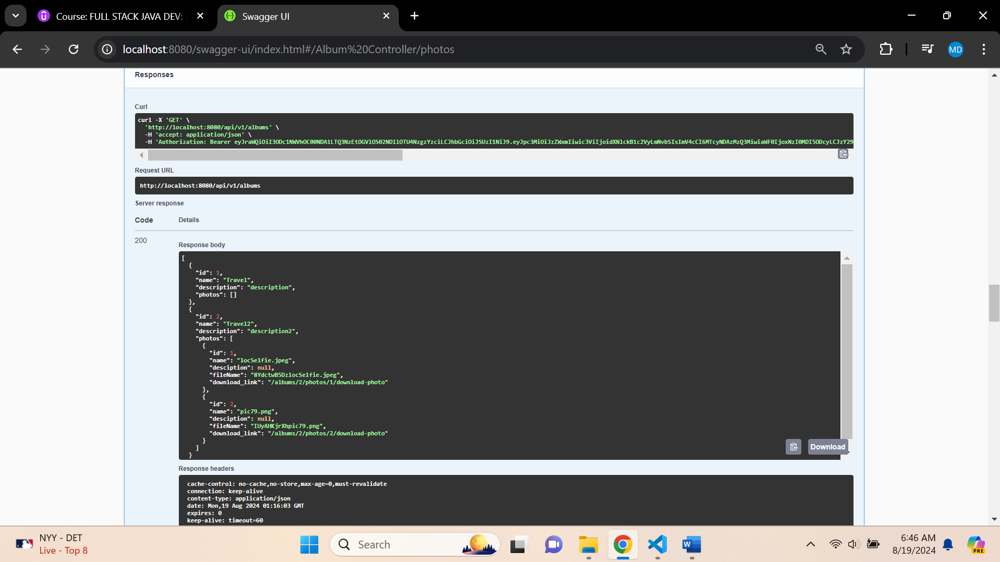 Course: FULL STACK JAVA DEV:
Swagger UI
localhost:8080/swagger-ui/index.html#/Album%20Controller/photos
MD
Responses
Curl
curl -X 'GET' \
'http://localhost:8080/api/v1/albums' \
-H 'accept: application/json' \
-H 'Authorization: Bearer
Request URL
http://localhost:8080/api/v1/albums
Server response
Code Details
200
Response body
[
{
"id": 1,
"name": "Travel",
"description": "description",
"photos": []
},
{
"id": 2,
"name": "Travel2",
"description": "description2",
"photos": [
{
"id": 1,
"name": "locSelfie.jpeg",
"desciption": null,
"fileName": "8YdctwB5DzlocSelfie.jpeg",
"download_link": "/albums/2/photos/1/download-photo"
},
{
"id": 2,
"name": "pic79.png",
"desciption": null,
"fileName": "IUyAHKjrXhpic79.png",
"download_link": "/albums/2/photos/2/download-photo"
}
]
}
Download
Response headers
cache-control: no-cache,no-store,max-age=0,must-revalidate
connection: keep-alive
content-type: application/json
date: Mon,19 Aug 2024 01:16:03 GMT
expires: 0
keep-alive: timeout=60
NYY - DET
Live - Top 8
Search
6:46 AM
8/19/2024
PRE